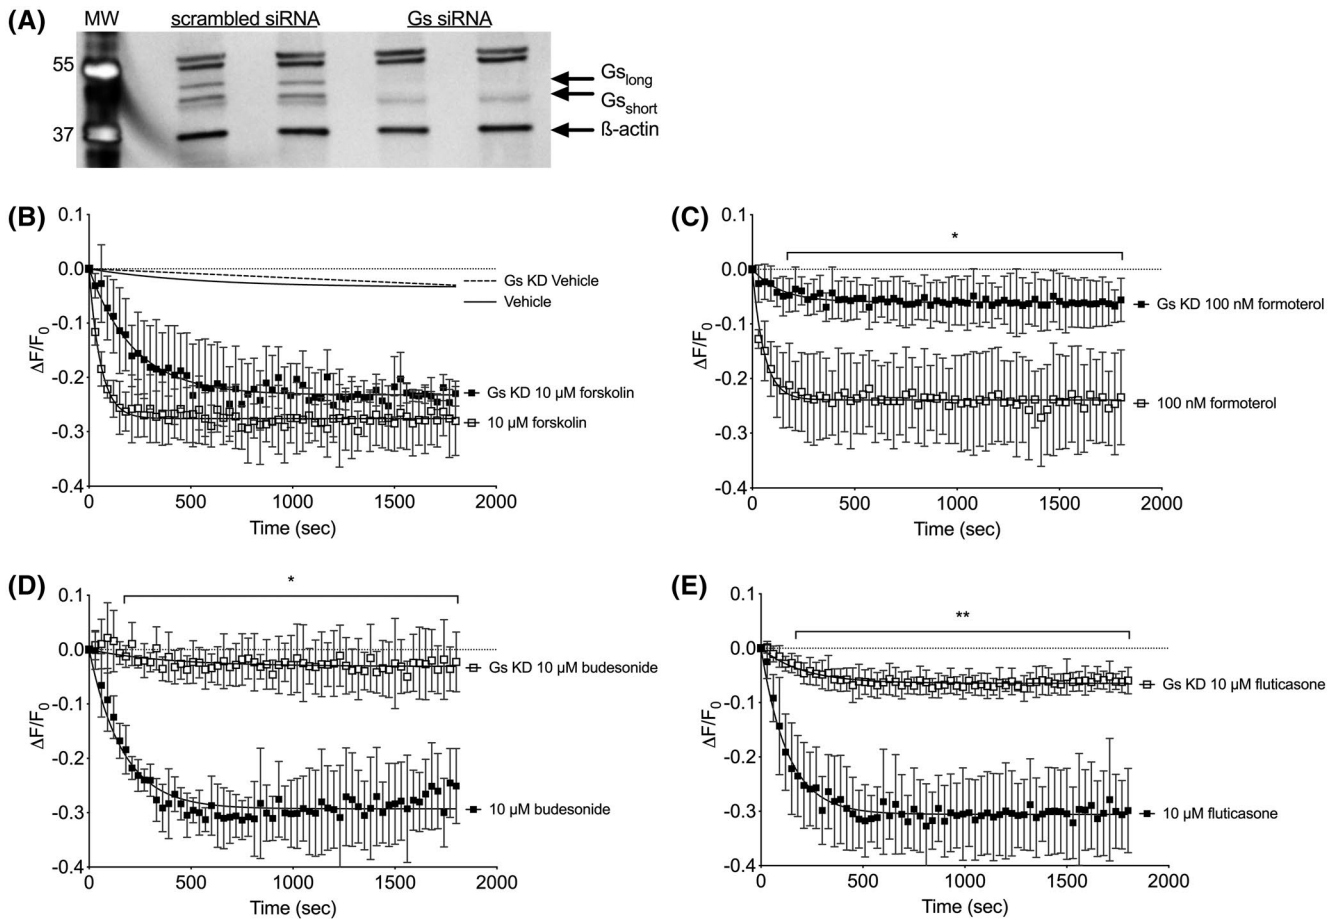 (A)
MW scrambled siRNA Gs siRNA
55
37
Gslong
Gsshort
ß-actin
(B)
0.1
0.0
-0.1
-0.2
-0.3
-0.4
ΔF/F0
0 500 1000 1500 2000
Time (sec)
Gs KD Vehicle
Vehicle
Gs KD 10 µM forskolin
10 µM forskolin
(C)
0.1
0.0
-0.1
-0.2
-0.3
-0.4
ΔF/F0
0 500 1000 1500 2000
Time (sec)
*
Gs KD 100 nM formoterol
100 nM formoterol
(D)
0.1
0.0
-0.1
-0.2
-0.3
-0.4
ΔF/F0
0 500 1000 1500 2000
Time (sec)
*
Gs KD 10 µM budesonide
10 µM budesonide
(E)
0.1
0.0
-0.1
-0.2
-0.3
-0.4
ΔF/F0
0 500 1000 1500 2000
Time (sec)
**
Gs KD 10 µM fluticasone
10 µM fluticasone